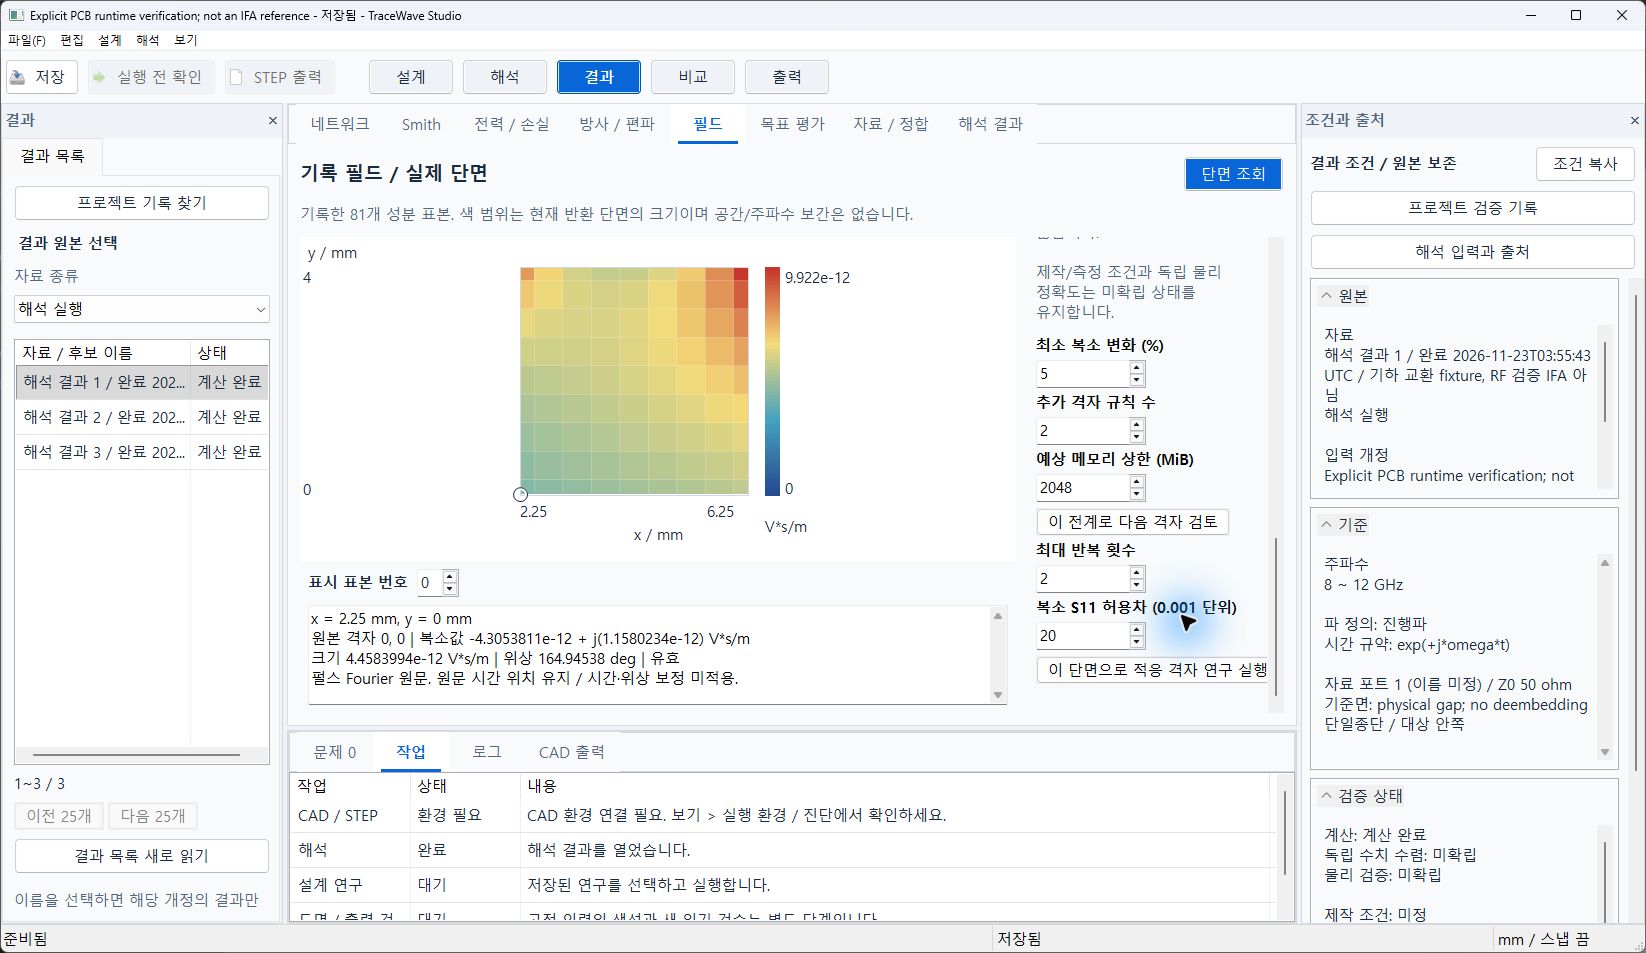 Explicit PCB runtime verification; not an IFA reference - 저장됨 - TraceWave Studio
파일(F) 편집 설계 해석 보기
저장 실행 전 확인 STEP 출력 설계 해석 결과 비교 출력
결과
결과 목록
프로젝트 기록 찾기
결과 원본 선택
자료 종류
해석 실행
자료 / 후보 이름 상태
해석 결과 1 / 완료 202... 계산 완료
해석 결과 2 / 완료 202... 계산 완료
해석 결과 3 / 완료 202... 계산 완료
1~3 / 3
이전 25개 다음 25개
결과 목록 새로 읽기
이름을 선택하면 해당 개정의 결과만
네트워크 Smith 전력 / 손실 방사 / 편파 필드 목표 평가 자료 / 정합 해석 결과
기록 필드 / 실제 단면
단면 조회
기록한 81개 성분 표본. 색 범위는 현재 반환 단면의 크기이며 공간/주파수 보간은 없습니다.
y / mm
4
0
2.25 6.25
x / mm
9.922e-12
0
V*s/m
표시 표본 번호 0
x = 2.25 mm, y = 0 mm
원본 격자 0, 0 | 복소값 -4.3053811e-12 + j(1.1580234e-12) V*s/m
크기 4.4583994e-12 V*s/m | 위상 164.94538 deg | 유효
펄스 Fourier 원문. 원문 시간 위치 유지 / 시간·위상 보정 미적용.
제작/측정 조건과 독립 물리
정확도는 미확립 상태를
유지합니다.
최소 복소 변화 (%)
5
추가 격자 규칙 수
2
예상 메모리 상한 (MiB)
2048
이 전계로 다음 격자 검토
최대 반복 횟수
2
복소 S11 허용차 (0.001 단위)
20
이 단면으로 적응 격자 연구 실행
문제 0 작업 로그 CAD 출력
작업 상태 내용
CAD / STEP 환경 필요 CAD 환경 연결 필요. 보기 > 실행 환경 / 진단에서 확인하세요.
해석 완료 해석 결과를 열었습니다.
설계 연구 대기 저장된 연구를 선택하고 실행합니다.
조건과 출처
결과 조건 / 원본 보존
조건 복사
프로젝트 검증 기록
해석 입력과 출처
원본
자료
해석 결과 1 / 완료 2026-11-23T03:55:43
UTC / 기하 교환 fixture, RF 검증 IFA 아
님
해석 실행
입력 개정
Explicit PCB runtime verification; not
기준
주파수
8 ~ 12 GHz
파 정의: 진행파
시간 규약: exp(+j*omega*t)
자료 포트 1 (이름 미정) / Z0 50 ohm
기준면: physical gap; no deembedding
단일종단 / 대상 안쪽
검증 상태
계산: 계산 완료
독립 수치 수렴: 미확립
물리 검증: 미확립
제작 조건: 미정
준비됨 저장됨 mm / 스냅 끔